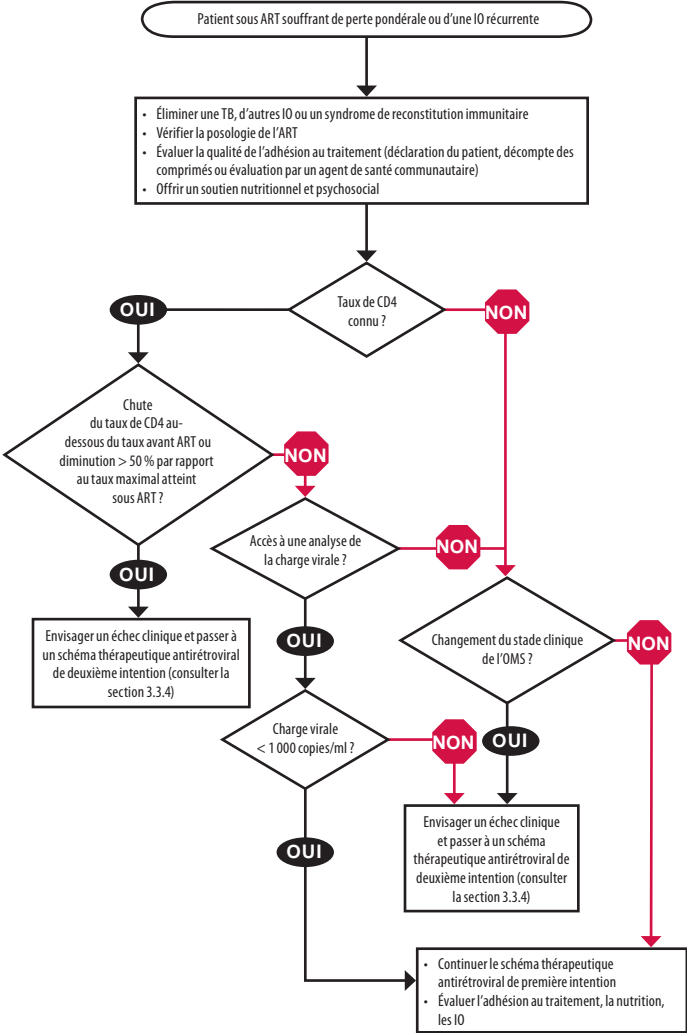 Patient sous ART souffrant de perte pondérale ou d'une IO récurrente
• Éliminer une TB, d'autres IO ou un syndrome de reconstitution immunitaire
• Vérifier la posologie de l'ART
• Évaluer la qualité de l'adhésion au traitement (déclaration du patient, décompte des
comprimés ou évaluation par un agent de santé communautaire)
• Offrir un soutien nutritionnel et psychosocial
OUI
Taux de CD4
connu ?
NON
Chute
du taux de CD4 au-
dessous du taux avant ART ou
diminution > 50 % par rapport
au taux maximal atteint
sous ART ?
NON
Accès à une analyse de
la charge virale ?
NON
OUI
Envisager un échec clinique et passer à
un schéma thérapeutique antirétroviral
de deuxième intention (consulter la
section 3.3.4)
OUI
Changement du stade clinique
de l'OMS ?
NON
Charge virale
< 1 000 copies/ml ?
NON
OUI
Envisager un échec clinique
et passer à un schéma
thérapeutique antirétroviral de
deuxième intention (consulter
la section 3.3.4)
OUI
• Continuer le schéma thérapeutique
antirétroviral de première intention
• Évaluer l'adhésion au traitement, la nutrition,
les IO